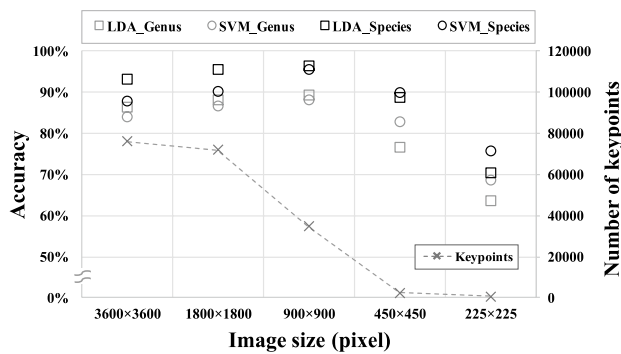 LDA_Genus SVM_Genus LDA_Species SVM_Species
100% 120000
90% 100000
80% 80000
70% 60000
60% 40000
50% 20000
0% 0
Accuracy
Number of keypoints
Keypoints
3600×3600 1800×1800 900×900 450×450 225×225
Image size (pixel)